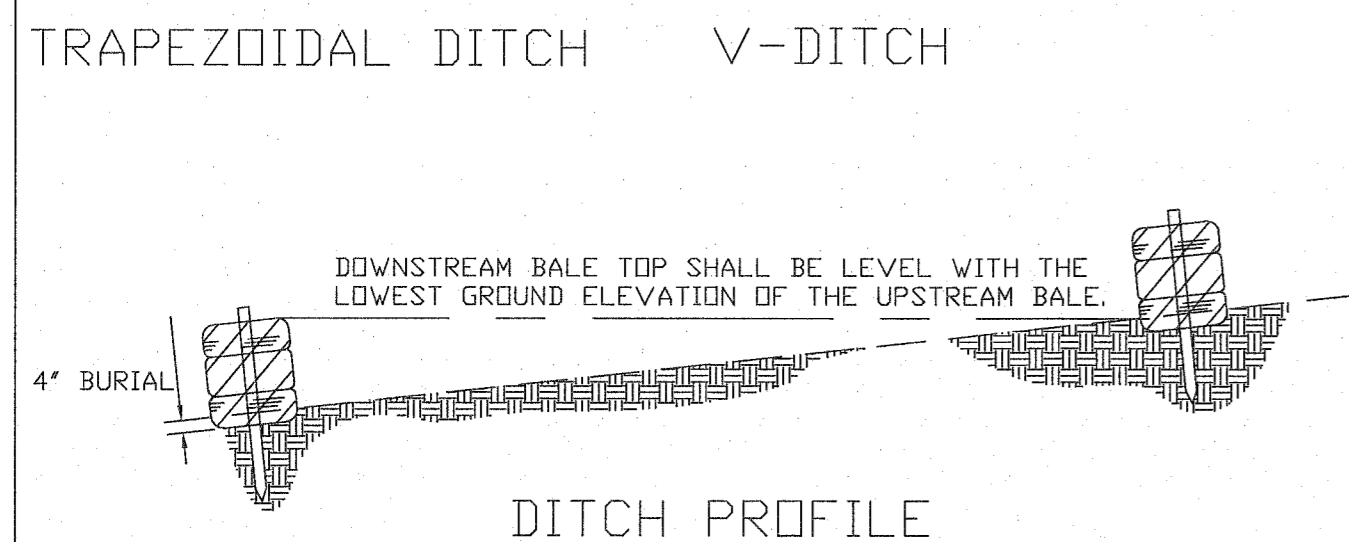 TRAPEZOIDAL DITCH V-DITCH
DOWNSTREAM BALE TOP SHALL BE LEVEL WITH THE
LOWEST GROUND ELEVATION OF THE UPSTREAM BALE.
4" BURIAL
DITCH PROFILE